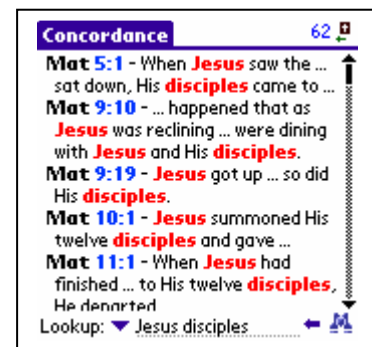 Concordance 62
Mat 5:1 - When Jesus saw the ...
sat down, His disciples came to ...
Mat 9:10 - ... happened that as
Jesus was reclining ... were dining
with Jesus and His disciples.
Mat 9:19 - Jesus got up ... so did
His disciples.
Mat 10:1 - Jesus summoned His
twelve disciples and gave ...
Mat 11:1 - When Jesus had
finished ... to His twelve disciples,
He departed
Lookup: Jesus disciples